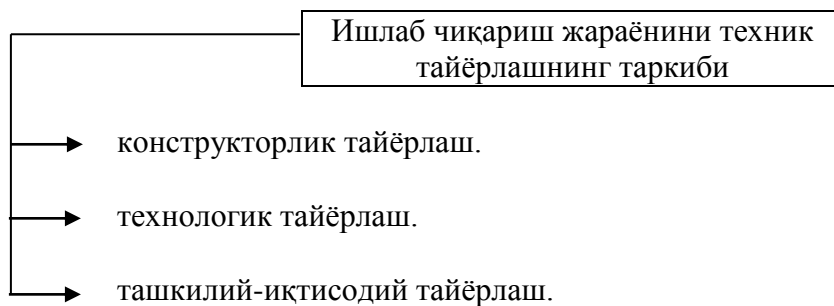 Ишлаб чиқариш жараёнини техник
тайёрлашнинг таркиби
конструкторлик тайёрлаш.
технологик тайёрлаш.
ташкилий-иқтисодий тайёрлаш.